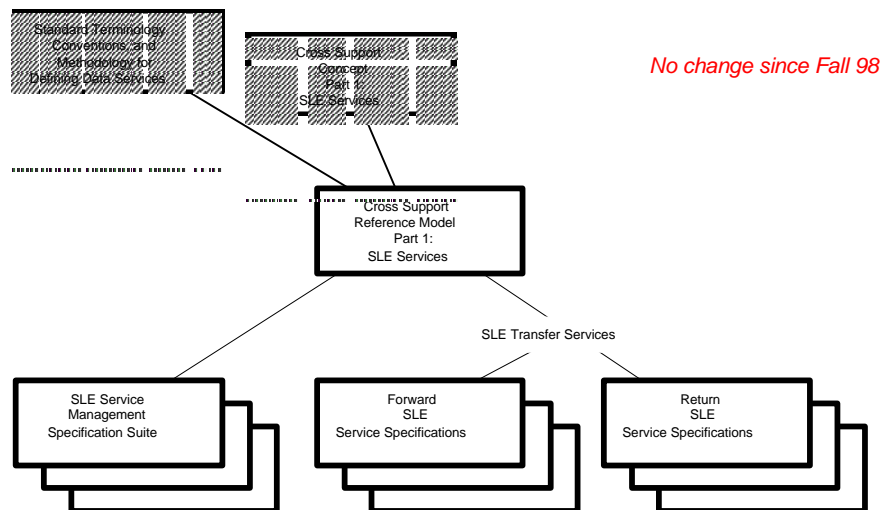 Standard Terminology,
Conventions, and
Methodology for
Defining Data Services
Cross Support
Concept
Part 1:
SLE Services
No change since Fall 98
Cross Support
Reference Model
Part 1:
SLE Services
SLE Transfer Services
SLE Service
Management
Specification Suite
Forward
SLE
Service Specifications
Return
SLE
Service Specifications